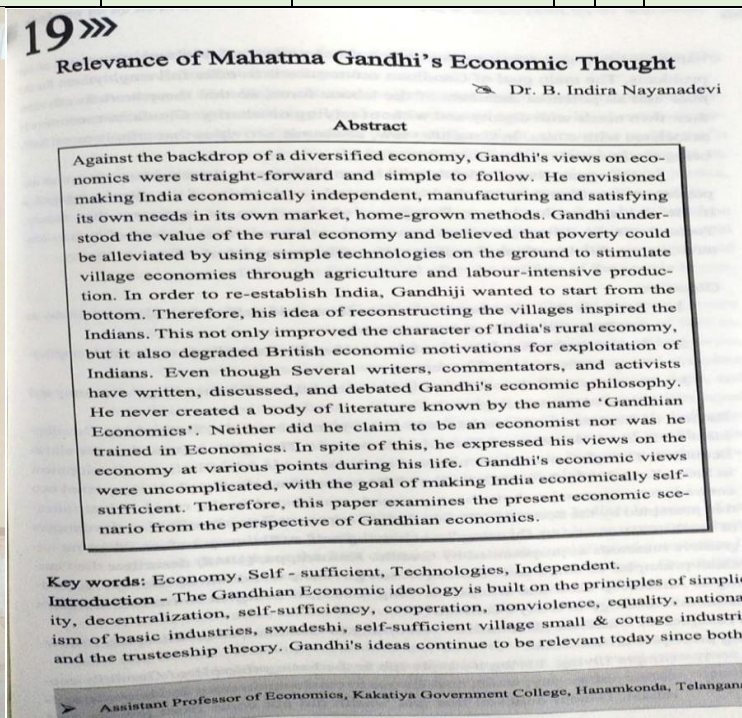 19>>>
Relevance of Mahatma Gandhi's Economic Thought
Dr. B. Indira Nayanadevi
Abstract
Against the backdrop of a diversified economy, Gandhi's views on eco-
nomics were straight-forward and simple to follow. He envisioned
making India economically independent, manufacturing and satisfying
its own needs in its own market, home-grown methods. Gandhi under-
stood the value of the rural economy and believed that poverty could
be alleviated by using simple technologies on the ground to stimulate
village economics through agriculture and labour-intensive produc-
tion. In order to re-establish India, Gandhiji wanted to start from the
bottom. Therefore, his idea of reconstructing the villages inspired the
Indians. This not only improved the character of India's rural economy,
but it also degraded British economic motivations for exploitation of
Indians. Even though Several writers, commentators, and activists
have written, discussed, and debated Gandhi's economic philosophy.
He never created a body of literature known by the name 'Gandhian
Economics'. Neither did he claim to be an economist nor was he
trained in Economics. In spite of this, he expressed his views on the
economy at various points during his life. Gandhi's economic views
were uncomplicated, with the goal of making India economically self-
sufficient. Therefore, this paper examines the present economic sce-
nario from the perspective of Gandhian economics.
Key words: Economy, Self - sufficient, Technologies, Independent.
Introduction - The Gandhian Economic ideology is built on the principles of simplic
ity, decentralization, self-sufficiency, cooperation, nonviolence, equality, nationa
ism of basic industries, swadeshi, self-sufficient village small & cottage industri
and the trusteeship theory. Gandhi's ideas continue to be relevant today since both
Assistant Professor of Economics, Kakatiya Government College, Hanamkonda, Telangan